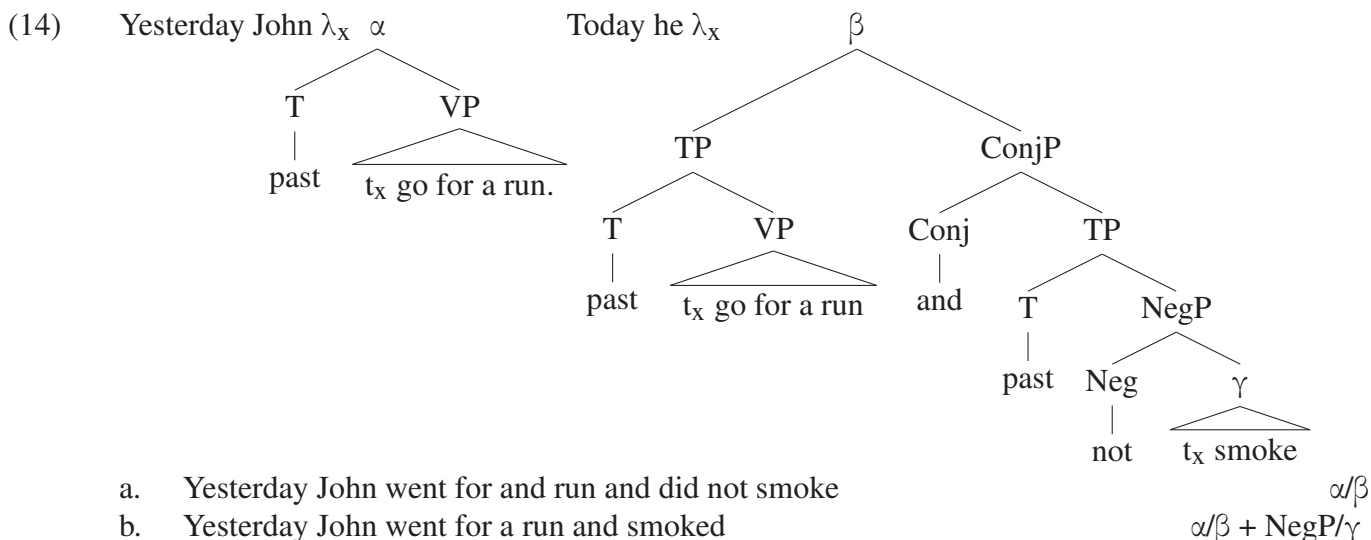 (14) Yesterday John λx α Today he λx β
T VP TP ConjP
past tx go for a run. T VP Conj TP
past tx go for a run and T NegP
past Neg γ
not tx smoke
a. Yesterday John went for and run and did not smoke α/β
b. Yesterday John went for a run and smoked α/β + NegP/γ